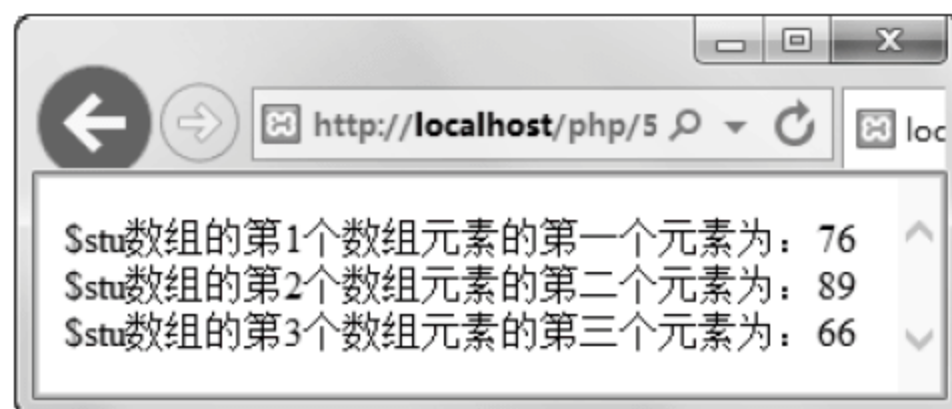 http://localhost/php/5
loc
$stu数组的第1个数组元素的第一个元素为：76
$stu数组的第2个数组元素的第二个元素为：89
$stu数组的第3个数组元素的第三个元素为：66